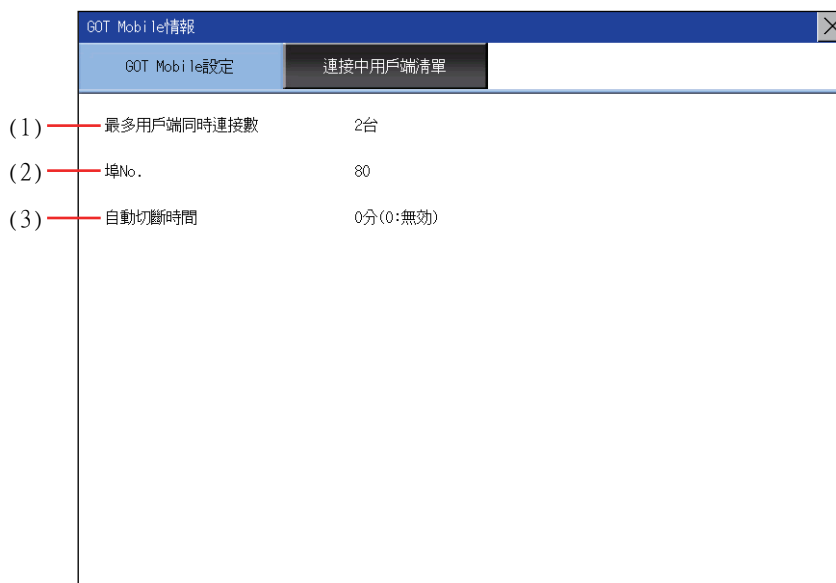 GOT Mobile情報
GOT Mobile設定 連接中用戶端清單
(1) 最多用戶端同時連接數 2台
(2) 埠No. 80
(3) 自動切斷時間 0分(0:無効)